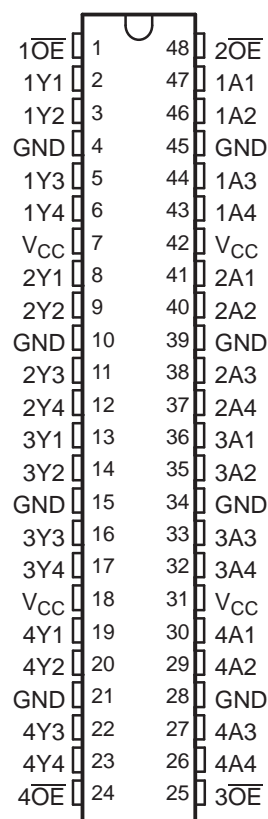 1O̅E̅ 1 48 2O̅E̅
1Y1 2 47 1A1
1Y2 3 46 1A2
GND 4 45 GND
1Y3 5 44 1A3
1Y4 6 43 1A4
VCC 7 42 VCC
2Y1 8 41 2A1
2Y2 9 40 2A2
GND 10 39 GND
2Y3 11 38 2A3
2Y4 12 37 2A4
3Y1 13 36 3A1
3Y2 14 35 3A2
GND 15 34 GND
3Y3 16 33 3A3
3Y4 17 32 3A4
VCC 18 31 VCC
4Y1 19 30 4A1
4Y2 20 29 4A2
GND 21 28 GND
4Y3 22 27 4A3
4Y4 23 26 4A4
4O̅E̅ 24 25 3O̅E̅